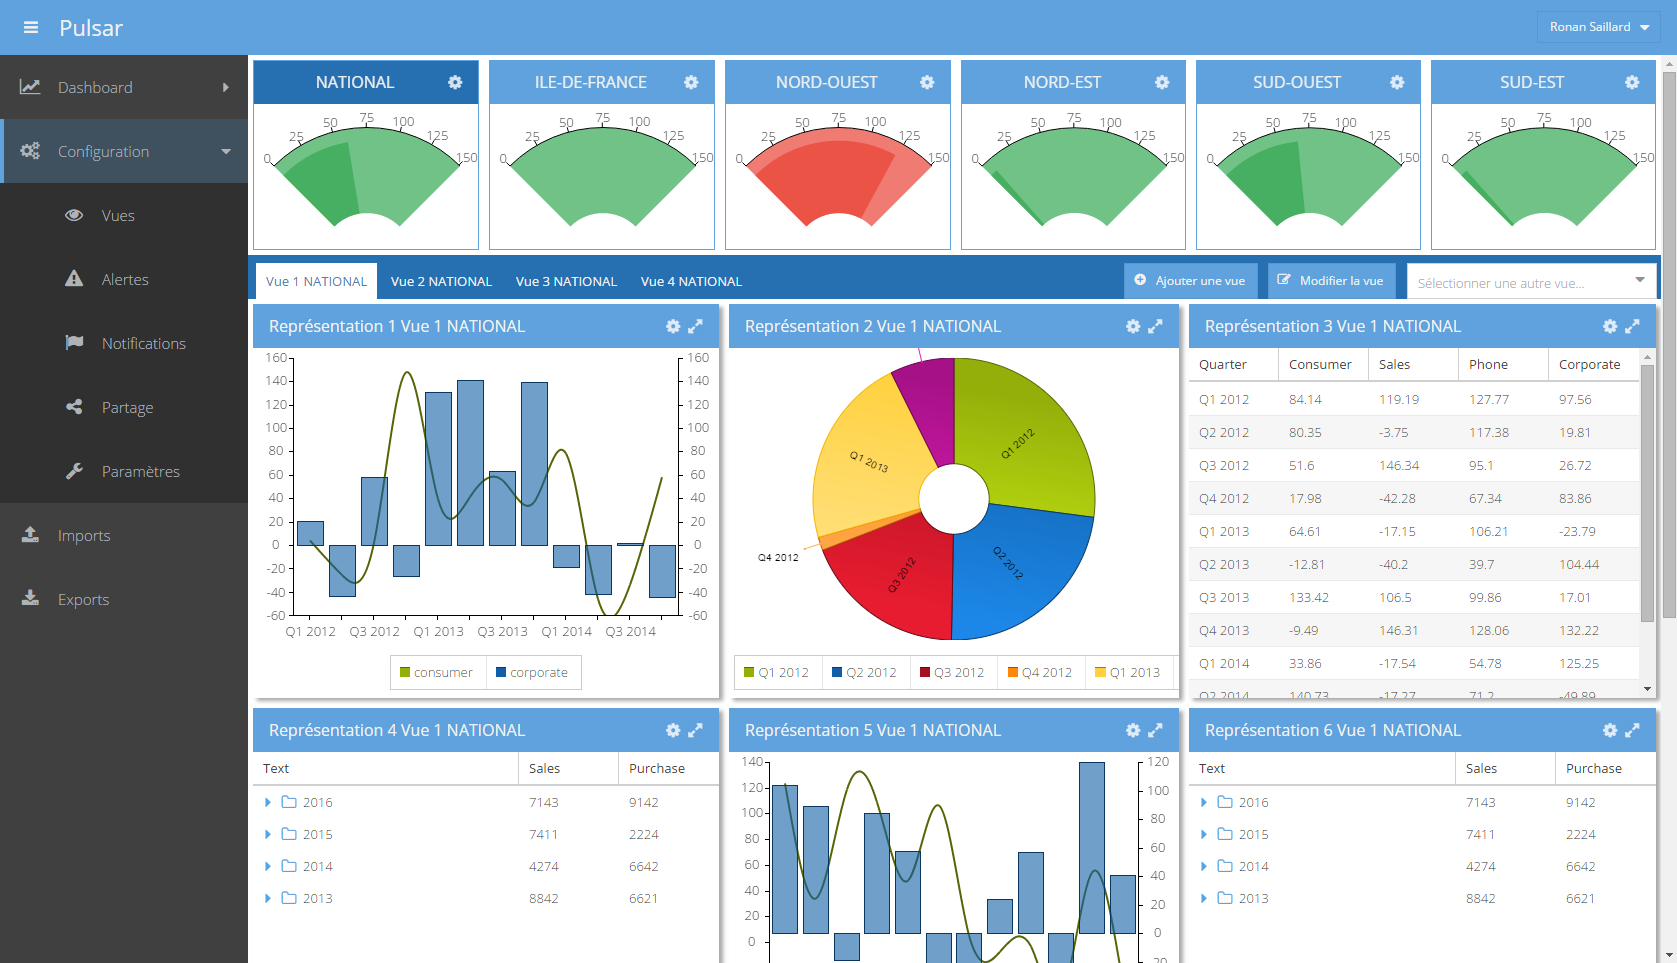 Pulsar
Ronan Saillard
Dashboard
Configuration
Vues
Alertes
Notifications
Partage
Paramètres
Imports
Exports
NATIONAL
0 25 50 75 100 125 150
ILE-DE-FRANCE
0 25 50 75 100 125 150
NORD-OUEST
0 25 50 75 100 125 150
NORD-EST
0 25 50 75 100 125 150
SUD-OUEST
0 25 50 75 100 125 150
SUD-EST
0 25 50 75 100 125 150
Vue 1 NATIONAL Vue 2 NATIONAL Vue 3 NATIONAL Vue 4 NATIONAL Ajouter une vue Modifier la vue Sélectionner une autre vue...
Représentation 1 Vue 1 NATIONAL
160 160
140 140
120 120
100 100
80 80
60 60
40 40
20 20
0 0
-20 -20
-40 -40
-60 -60
Q1 2012 Q3 2012 Q1 2013 Q3 2013 Q1 2014 Q3 2014
consumer corporate
Représentation 2 Vue 1 NATIONAL
Q1 2012
Q1 2013
Q4 2012
Q3 2012
Q2 2012
Q1 2012 Q2 2012 Q3 2012 Q4 2012 Q1 2013
Représentation 3 Vue 1 NATIONAL
Quarter Consumer Sales Phone Corporate
Q1 2012 84.14 119.19 127.77 97.56
Q2 2012 80.35 -3.75 117.38 19.81
Q3 2012 51.6 146.34 95.1 26.72
Q4 2012 17.98 -42.28 67.34 83.86
Q1 2013 64.61 -17.15 106.21 -23.79
Q2 2013 -12.81 -40.2 39.7 104.44
Q3 2013 133.42 106.5 99.86 17.01
Q4 2013 -9.49 146.31 128.06 132.22
Q1 2014 33.86 -17.54 54.78 125.25
Q2 2014 140.73 -17.27 71.2 -49.89
Représentation 4 Vue 1 NATIONAL
Text Sales Purchase
2016 7143 9142
2015 7411 2224
2014 4274 6642
2013 8842 6621
Représentation 5 Vue 1 NATIONAL
140 120
120 100
100 80
80 60
60 40
40 20
20 0
0 -20
Représentation 6 Vue 1 NATIONAL
Text Sales Purchase
2016 7143 9142
2015 7411 2224
2014 4274 6642
2013 8842 6621